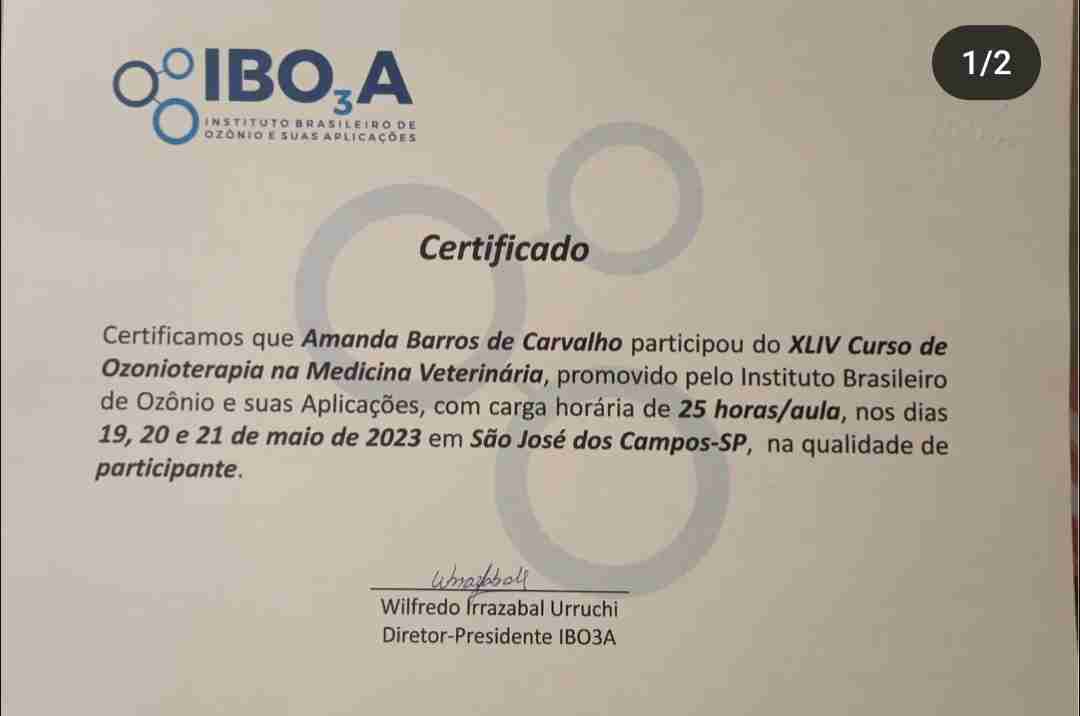 IBO3A
INSTITUTO BRASILEIRO DE
OZÔNIO E SUAS APLICAÇÕES
1/2
Certificado
Certificamos que Amanda Barros de Carvalho participou do XLIV Curso de
Ozonioterapia na Medicina Veterinária, promovido pelo Instituto Brasileiro
de Ozônio e suas Aplicações, com carga horária de 25 horas/aula, nos dias
19, 20 e 21 de maio de 2023 em São José dos Campos-SP, na qualidade de
participante.
Wilfredo Irrazabal Urruchi
Diretor-Presidente IBO3A